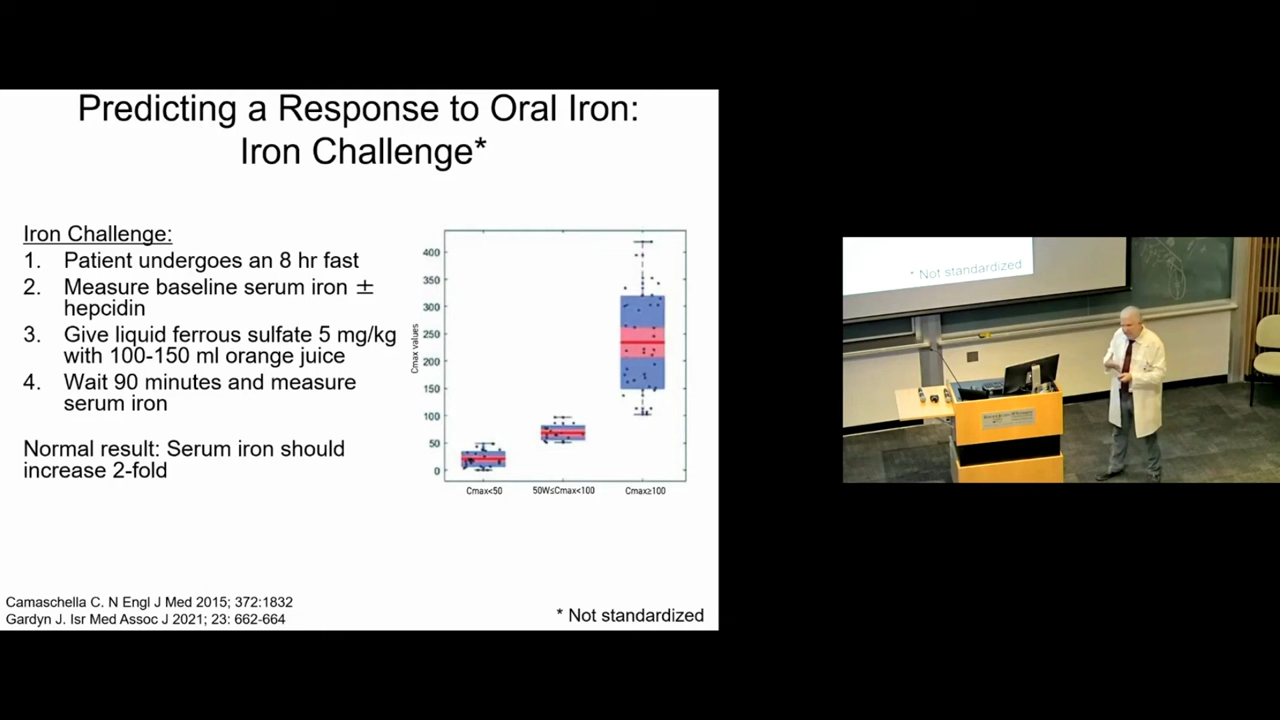 Predicting a Response to Oral Iron:
Iron Challenge*
Iron Challenge:
1. Patient undergoes an 8 hr fast
2. Measure baseline serum iron ±
hepcidin
3. Give liquid ferrous sulfate 5 mg/kg
with 100-150 ml orange juice
4. Wait 90 minutes and measure
serum iron
Normal result: Serum iron should
increase 2-fold
Cmax values
400
350
300
250
200
150
100
50
0
Cmax<50
50W≤Cmax<100
Cmax≥100
Camaschella C. N Engl J Med 2015; 372:1832
Gardyn J. Isr Med Assoc J 2021; 23: 662-664
* Not standardized
* Not standardized